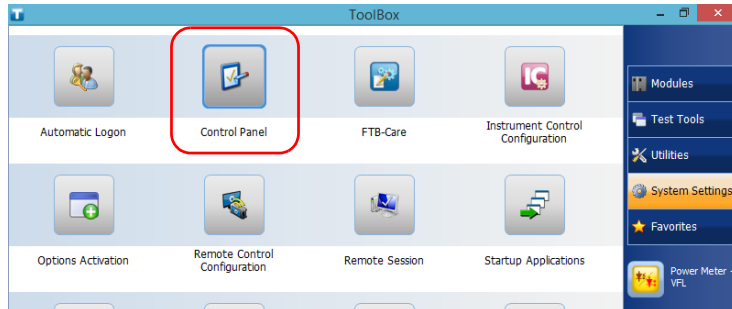 T
ToolBox
Automatic Logon
Control Panel
FTB-Care
IC
Instrument Control
Configuration
Options Activation
Remote Control
Configuration
Remote Session
Startup Applications
Modules
Test Tools
Utilities
System Settings
Favorites
Power Meter -
VFL